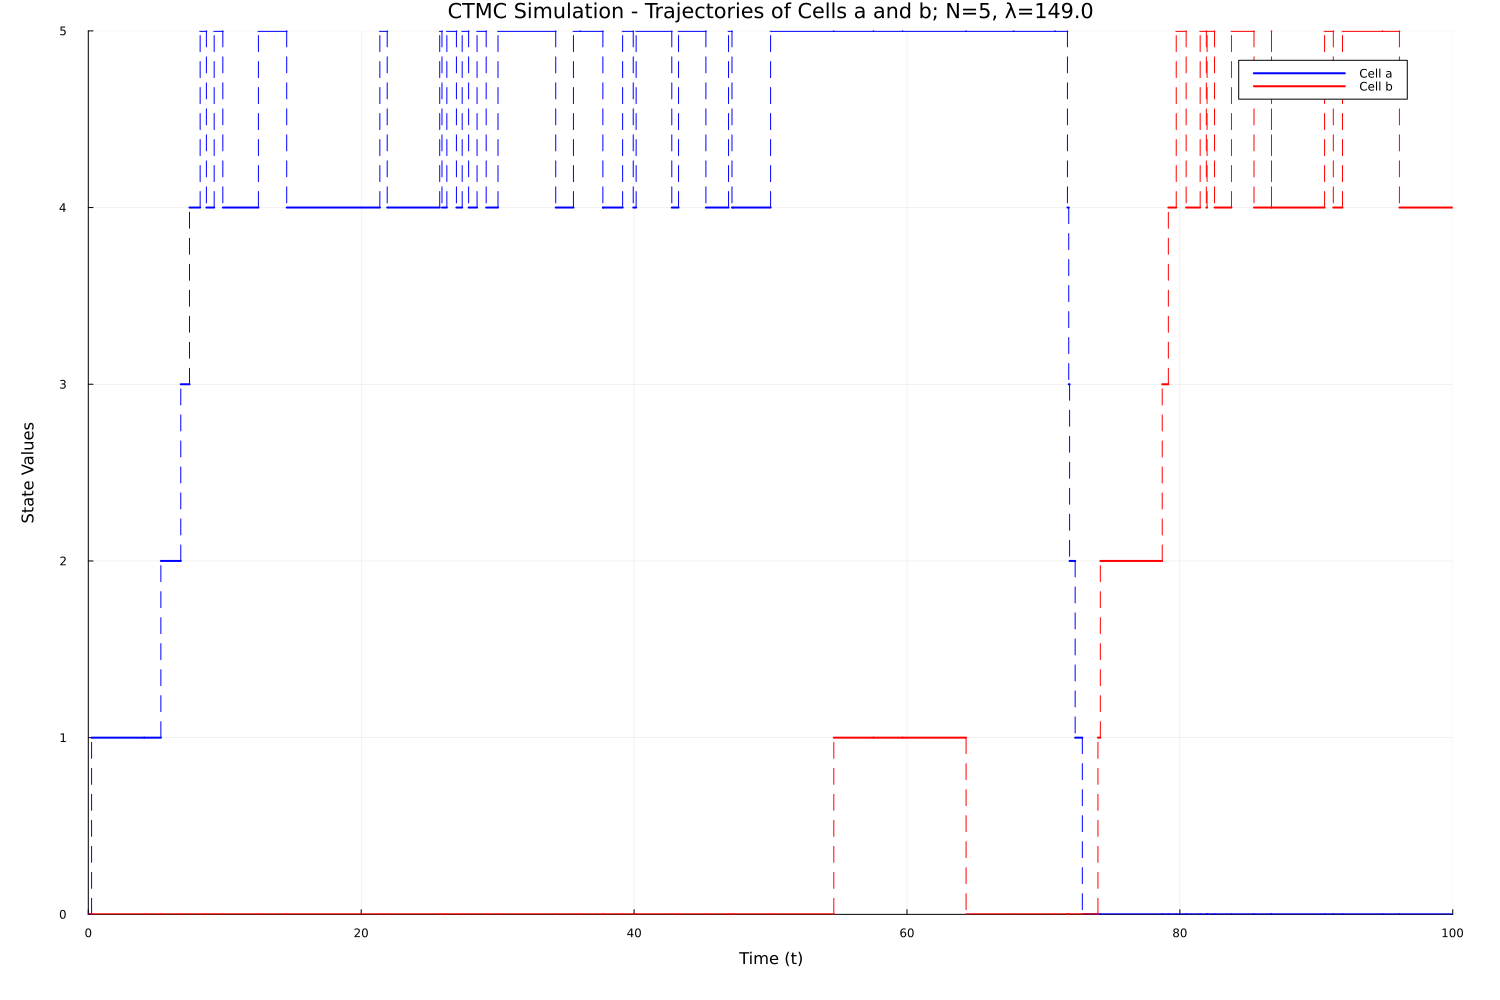 CTMC Simulation - Trajectories of Cells a and b; N=5, λ=149.0
5
Cell a
Cell b
4
3
State Values
2
1
0
0 20 40 60 80 100
Time (t)